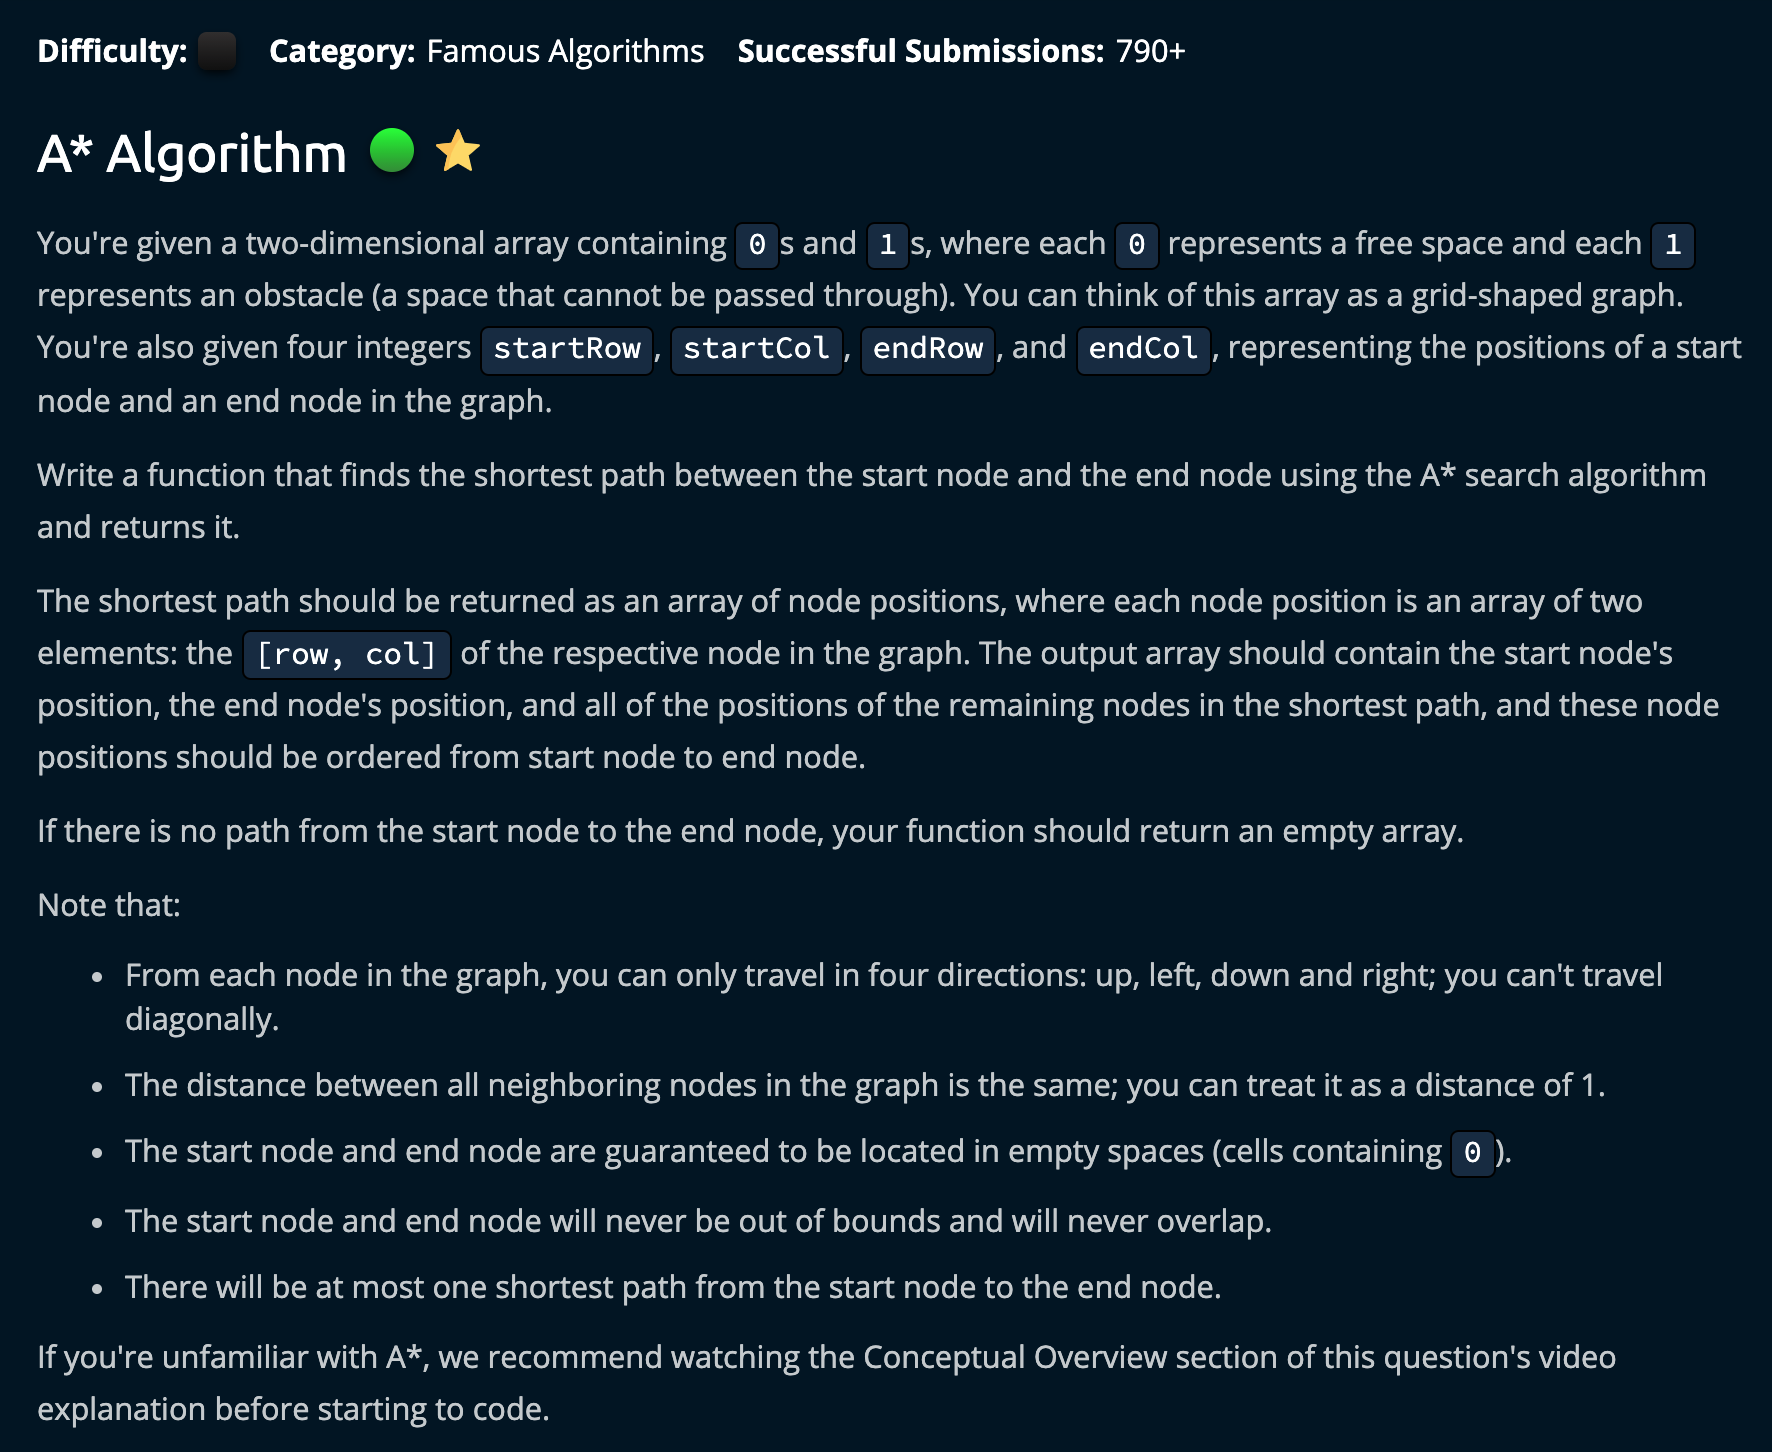 Difficulty: Category: Famous Algorithms Successful Submissions: 790+
A* Algorithm
You're given a two-dimensional array containing 0s and 1s, where each 0 represents a free space and each 1
represents an obstacle (a space that cannot be passed through). You can think of this array as a grid-shaped graph.
You're also given four integers startRow, startCol, endRow, and endCol, representing the positions of a start
node and an end node in the graph.
Write a function that finds the shortest path between the start node and the end node using the A* search algorithm
and returns it.
The shortest path should be returned as an array of node positions, where each node position is an array of two
elements: the [row, col] of the respective node in the graph. The output array should contain the start node's
position, the end node's position, and all of the positions of the remaining nodes in the shortest path, and these node
positions should be ordered from start node to end node.
If there is no path from the start node to the end node, your function should return an empty array.
Note that:
• From each node in the graph, you can only travel in four directions: up, left, down and right; you can't travel
diagonally.
• The distance between all neighboring nodes in the graph is the same; you can treat it as a distance of 1.
• The start node and end node are guaranteed to be located in empty spaces (cells containing 0).
• The start node and end node will never be out of bounds and will never overlap.
• There will be at most one shortest path from the start node to the end node.
If you're unfamiliar with A*, we recommend watching the Conceptual Overview section of this question's video
explanation before starting to code.